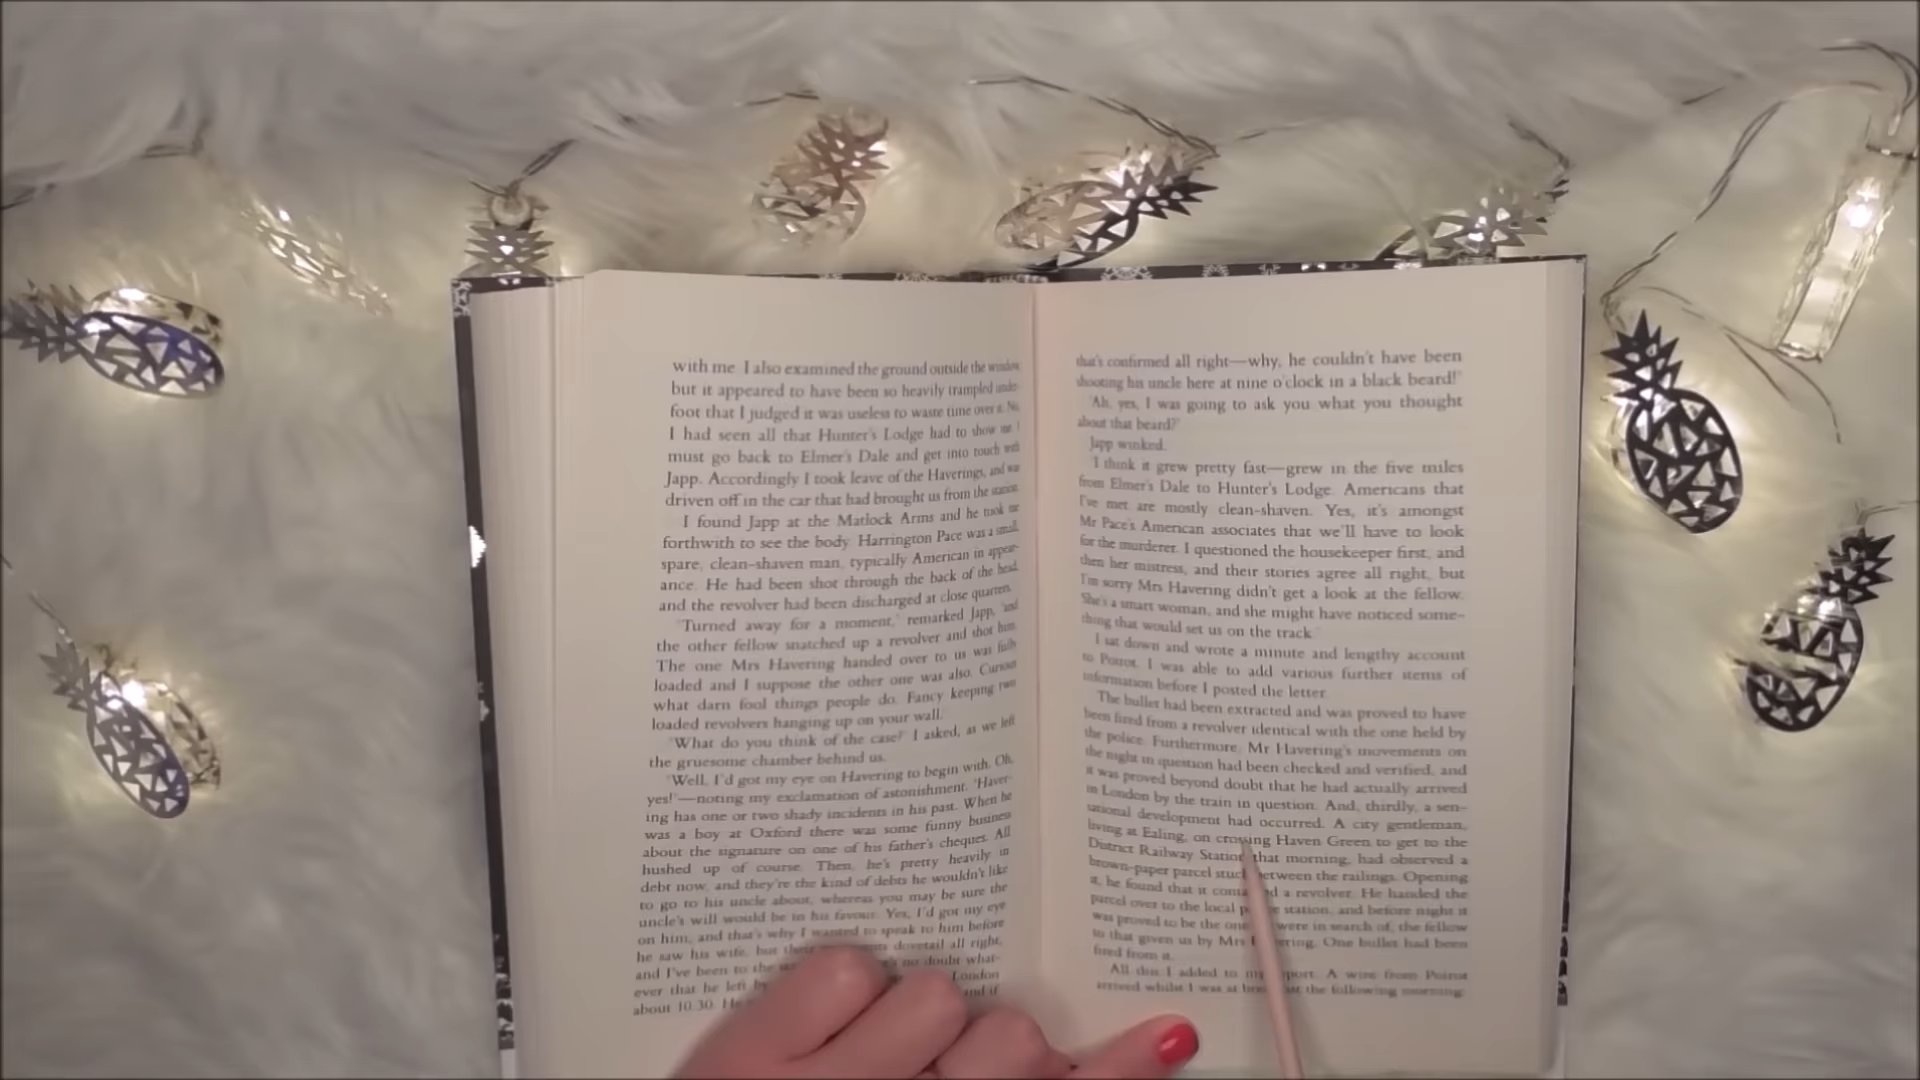 with me. I also examined the ground outside the window
but it appeared to have been so heavily trampled under-
foot that I judged it was useless to waste time over it. No,
I had seen all that Hunter's Lodge had to show me. I
must go back to Elmer's Dale and get into touch with
Japp. Accordingly I took leave of the Haverings, and was
driven off in the car that had brought us from the station.
I found Japp at the Matlock Arms and he took me
forthwith to see the body. Harrington Pace was a small,
spare, clean-shaven man, typically American in appear-
ance. He had been shot through the back of the head,
and the revolver had been discharged at close quarters.
'Turned away for a moment,' remarked Japp, 'and
the other fellow snatched up a revolver and shot him.
The one Mrs Havering handed over to us was fully
loaded and I suppose the other one was also. Curious
what darn fool things people do. Fancy keeping two
loaded revolvers hanging up on your wall.'
'What do you think of the case?' I asked, as we left
the gruesome chamber behind us.
'Well, I'd got my eye on Havering to begin with. Oh,
yes!'—noting my exclamation of astonishment. 'Haver-
ing has one or two shady incidents in his past. When he
was a boy at Oxford there was some funny business
about the signature on one of his father's cheques. All
hushed up of course. Then, he's pretty heavily in
debt now, and they're the kind of debts he wouldn't like
to go to his uncle about, whereas you may be sure the
uncle's will would be in his favour. Yes, I'd got my eye
on him, and that's why I wanted to speak to him before
he saw his wife, but their dovetail all right,
and I've been to the no doubt what-
ever that he left by London
about 10.30. He and if
that's confirmed all right—why, he couldn't have been
shooting his uncle here at nine o'clock in a black beard!'
'Ah, yes, I was going to ask you what you thought
about that beard?'
Japp winked.
'I think it grew pretty fast—grew in the five miles
from Elmer's Dale to Hunter's Lodge. Americans that
I've met are mostly clean-shaven. Yes, it's amongst
Mr Pace's American associates that we'll have to look
for the murderer. I questioned the housekeeper first, and
then her mistress, and their stories agree all right, but
I'm sorry Mrs Havering didn't get a look at the fellow.
She's a smart woman, and she might have noticed some-
thing that would set us on the track.'
I sat down and wrote a minute and lengthy account
to Poirot. I was able to add various further items of
information before I posted the letter.
The bullet had been extracted and was proved to have
been fired from a revolver identical with the one held by
the police. Furthermore, Mr Havering's movements on
the night in question had been checked and verified, and
it was proved beyond doubt that he had actually arrived
in London by the train in question. And, thirdly, a sen-
sational development had occurred. A city gentleman,
living at Ealing, on crossing Haven Green to get to the
District Railway Station that morning, had observed a
brown-paper parcel stuck between the railings. Opening
it, he found that it contained a revolver. He handed the
parcel over to the local police station, and before night it
was proved to be the one we were in search of, the fellow
to that given us by Mrs Havering. One bullet had been
fired from it.
All this I added to my report. A wire from Poirot
arrived whilst I was at breakfast the following morning: